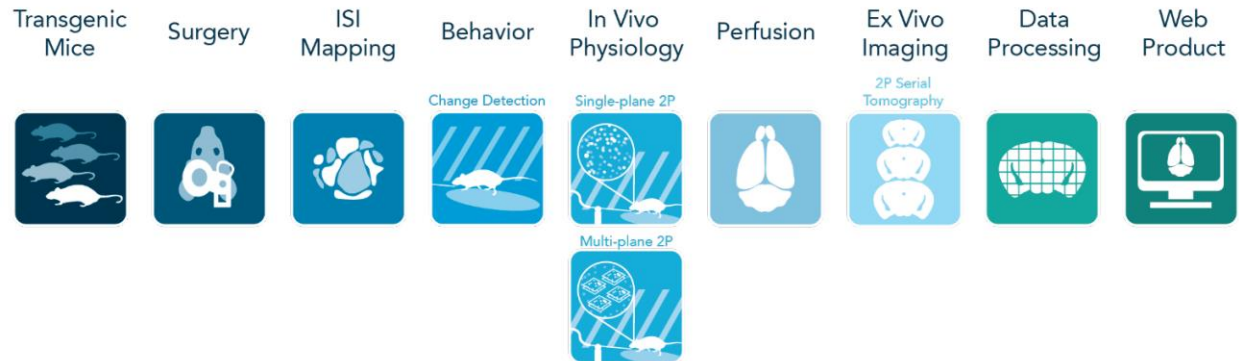 Transgenic
Mice
Surgery
ISI
Mapping
Behavior
In Vivo
Physiology
Perfusion
Ex Vivo
Imaging
Data
Processing
Web
Product
Change Detection
Single-plane 2P
2P Serial
Tomography
Multi-plane 2P